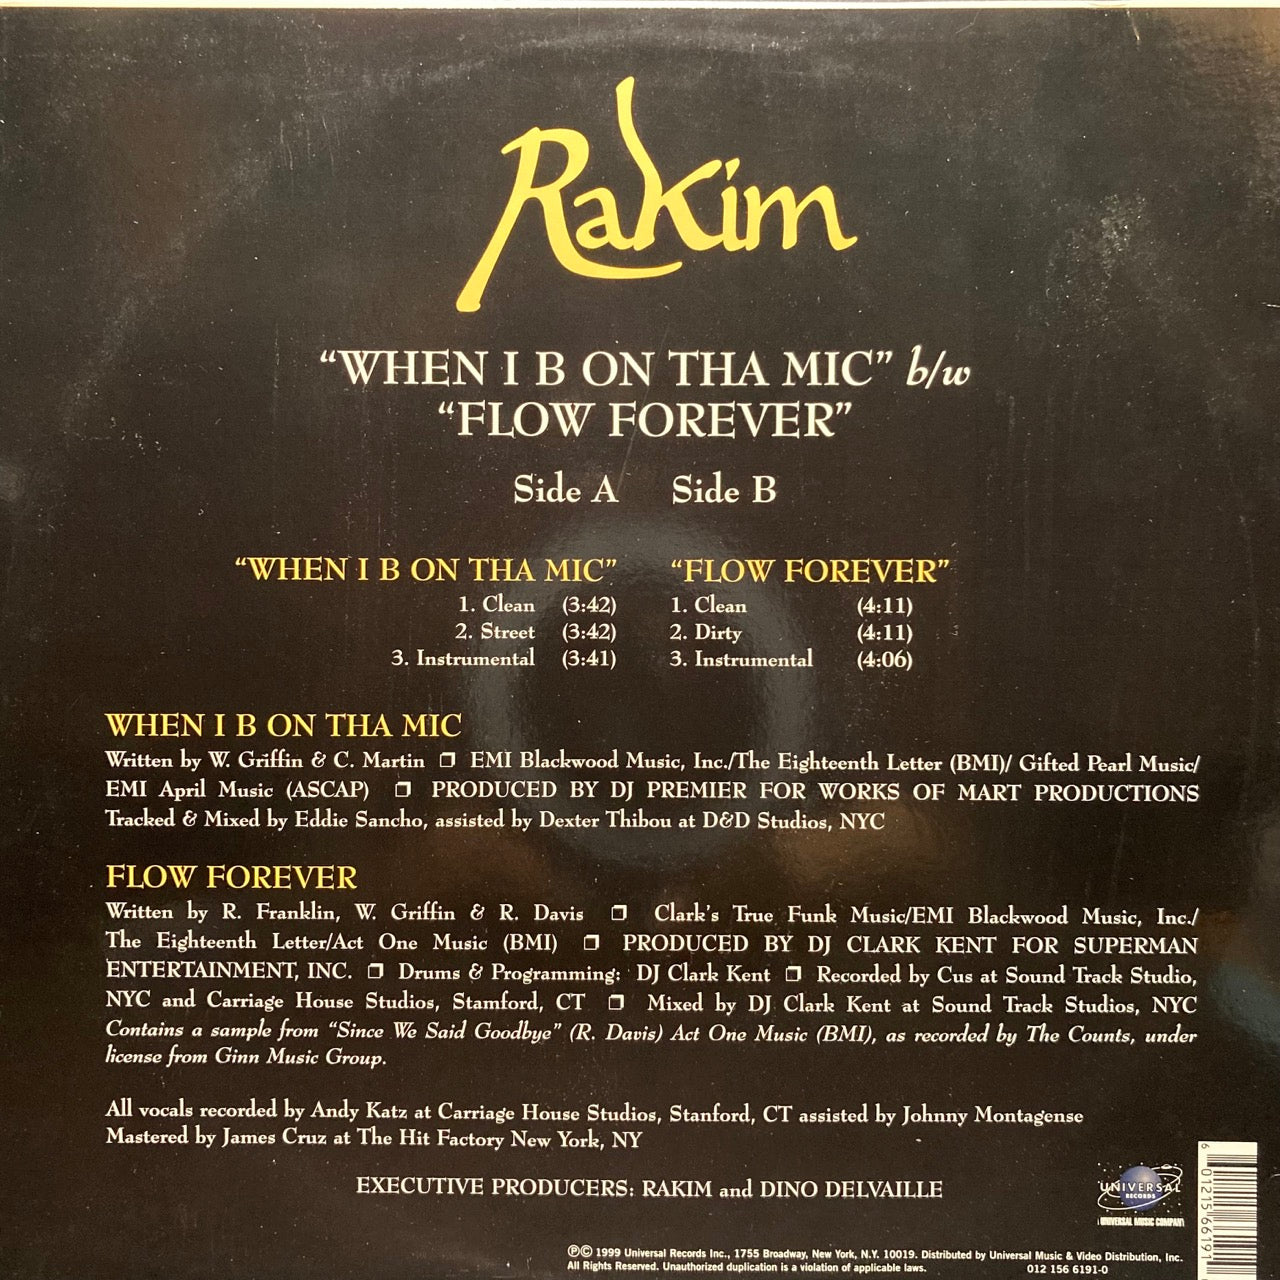 Rakim
“WHEN I B ON THA MIC” b/w
“FLOW FOREVER”
Side A Side B
“WHEN I B ON THA MIC” “FLOW FOREVER”
1. Clean (3:42) 1. Clean (4:11)
2. Street (3:42) 2. Dirty (4:11)
3. Instrumental (3:41) 3. Instrumental (4:06)
WHEN I B ON THA MIC
Written by W. Griffin & C. Martin ❒ EMI Blackwood Music, Inc./The Eighteenth Letter (BMI)/ Gifted Pearl Music/
EMI April Music (ASCAP) ❒ PRODUCED BY DJ PREMIER FOR WORKS OF MART PRODUCTIONS
Tracked & Mixed by Eddie Sancho, assisted by Dexter Thibou at D&D Studios, NYC
FLOW FOREVER
Written by R. Franklin, W. Griffin & R. Davis ❒ Clark's True Funk Music/EMI Blackwood Music, Inc./
The Eighteenth Letter/Act One Music (BMI) ❒ PRODUCED BY DJ CLARK KENT FOR SUPERMAN
ENTERTAINMENT, INC. ❒ Drums & Programming: DJ Clark Kent ❒ Recorded by Cus at Sound Track Studio,
NYC and Carriage House Studios, Stamford, CT ❒ Mixed by DJ Clark Kent at Sound Track Studios, NYC
Contains a sample from “Since We Said Goodbye” (R. Davis) Act One Music (BMI), as recorded by The Counts, under
license from Ginn Music Group.
All vocals recorded by Andy Katz at Carriage House Studios, Stanford, CT assisted by Johnny Montagense
Mastered by James Cruz at The Hit Factory New York, NY
EXECUTIVE PRODUCERS: RAKIM and DINO DELVAILLE
UNIVERSAL
RECORDS
A UNIVERSAL MUSIC COMPANY
6 01215 66191
ⓅⒸ 1999 Universal Records Inc., 1755 Broadway, New York, N.Y. 10019. Distributed by Universal Music & Video Distribution, Inc.
All Rights Reserved. Unauthorized duplication is a violation of applicable laws. 012 156 6191-0